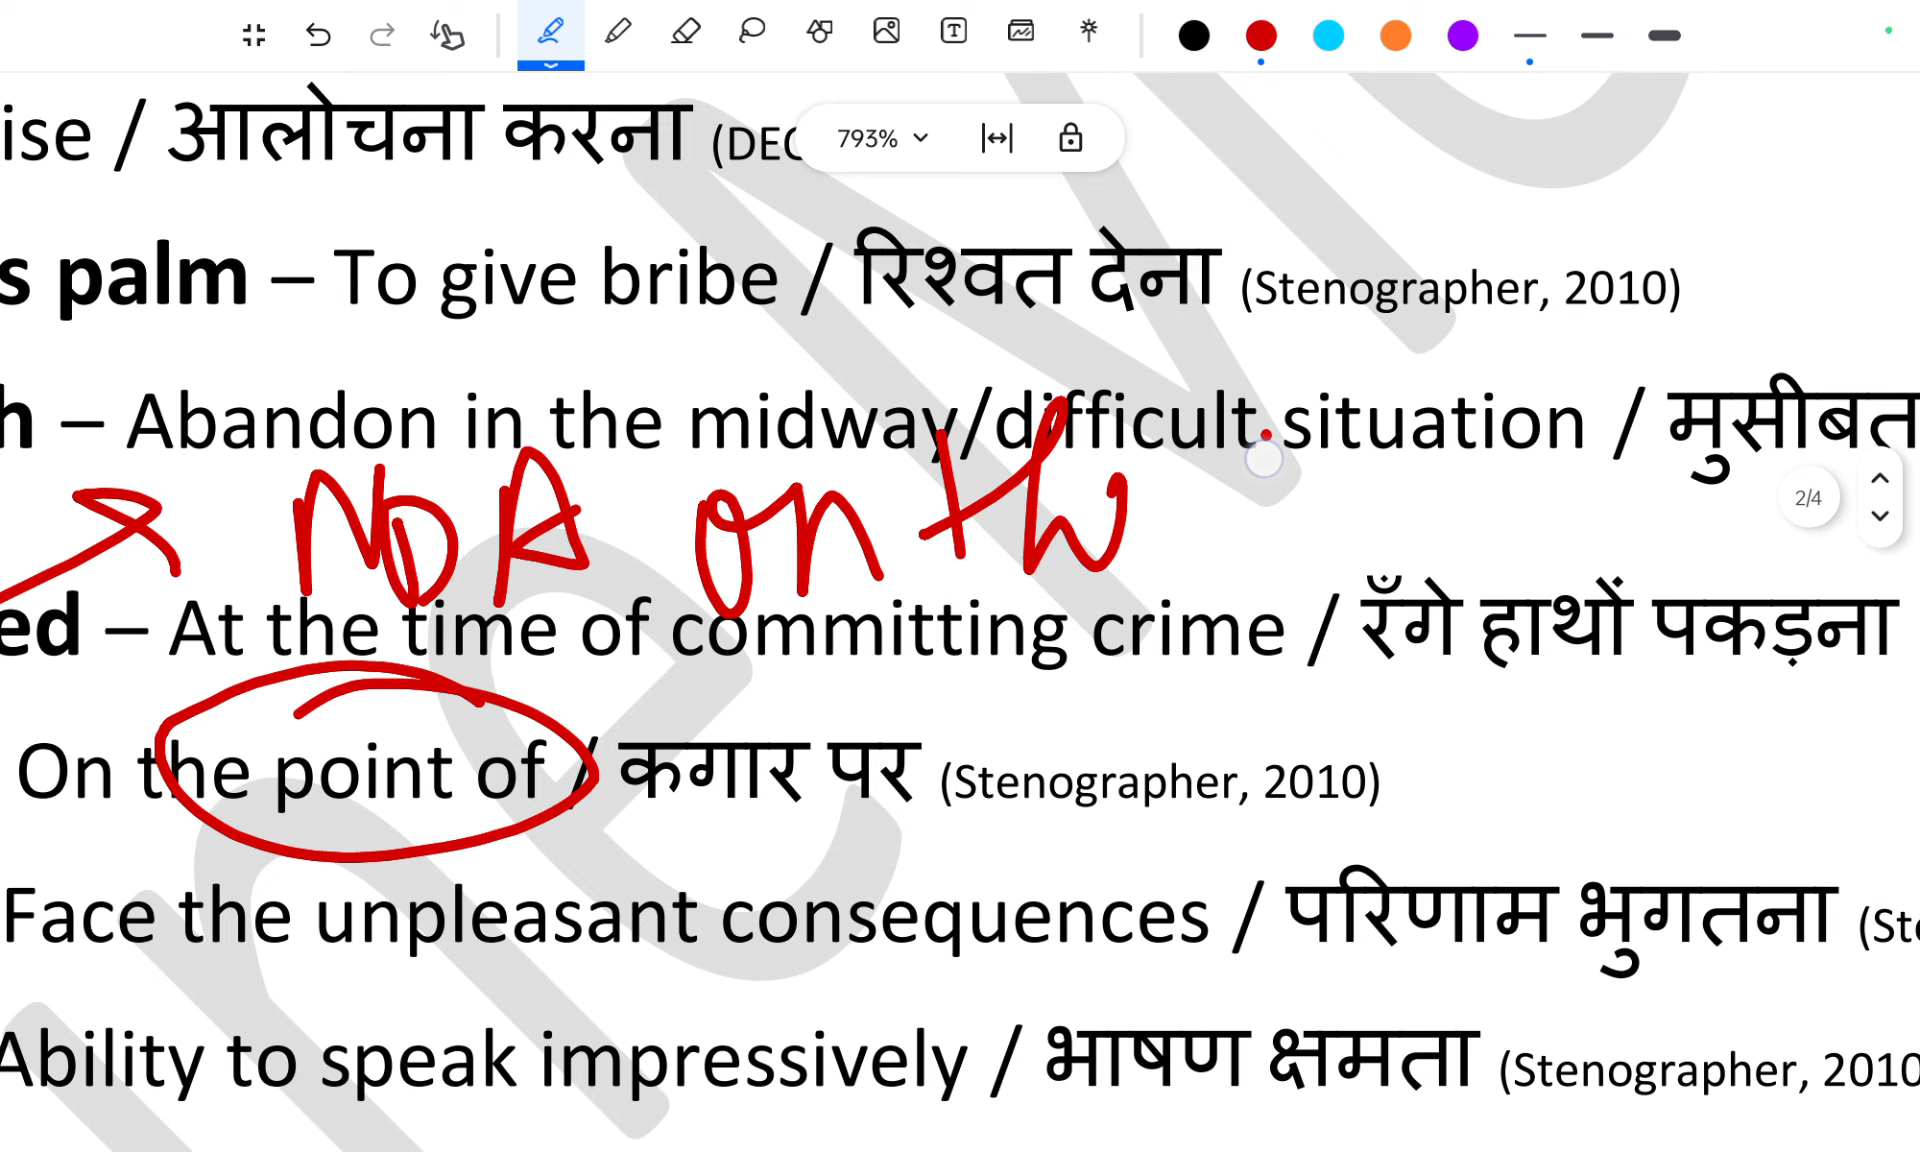 ise / आलोचना करना (DEC
793%
s palm – To give bribe / रिश्वत देना (Stenographer, 2010)
h – Abandon in the midway/difficult situation / मुसीबत
2/4
NDA on th
ed – At the time of committing crime / रँगे हाथों पकड़ना
On the point of / कगार पर (Stenographer, 2010)
Face the unpleasant consequences / परिणाम भुगतना (Ste
Ability to speak impressively / भाषण क्षमता (Stenographer, 2010